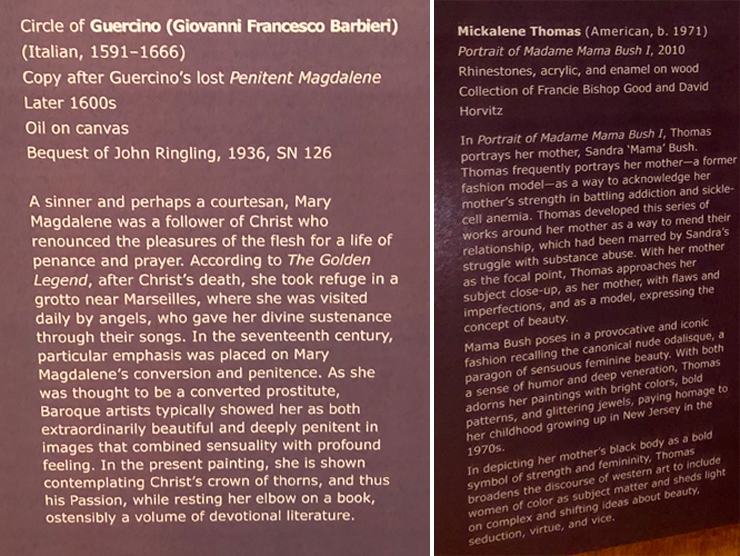 Circle of Guercino (Giovanni Francesco Barbieri)
(Italian, 1591–1666)
Copy after Guercino's lost Penitent Magdalene
Later 1600s
Oil on canvas
Bequest of John Ringling, 1936, SN 126
A sinner and perhaps a courtesan, Mary
Magdalene was a follower of Christ who
renounced the pleasures of the flesh for a life of
penance and prayer. According to The Golden
Legend, after Christ's death, she took refuge in a
grotto near Marseilles, where she was visited
daily by angels, who gave her divine sustenance
through their songs. In the seventeenth century,
particular emphasis was placed on Mary
Magdalene's conversion and penitence. As she
was thought to be a converted prostitute,
Baroque artists typically showed her as both
extraordinarily beautiful and deeply penitent in
images that combined sensuality with profound
feeling. In the present painting, she is shown
contemplating Christ's crown of thorns, and thus
his Passion, while resting her elbow on a book,
ostensibly a volume of devotional literature.
Mickalene Thomas (American, b. 1971)
Portrait of Madame Mama Bush I, 2010
Rhinestones, acrylic, and enamel on wood
Collection of Francie Bishop Good and David
Horvitz
In Portrait of Madame Mama Bush I, Thomas
portrays her mother, Sandra 'Mama' Bush.
Thomas frequently portrays her mother—a former
fashion model—as a way to acknowledge her
mother's strength in battling addiction and sickle-
cell anemia. Thomas developed this series of
works around her mother as a way to mend their
relationship, which had been marred by Sandra's
struggle with substance abuse. With her mother
as the focal point, Thomas approaches her
subject close-up, as her mother, with flaws and
imperfections, and as a model, expressing the
concept of beauty.
Mama Bush poses in a provocative and iconic
fashion recalling the canonical nude odalisque, a
paragon of sensuous feminine beauty. With both
a sense of humor and deep veneration, Thomas
adorns her paintings with bright colors, bold
patterns, and glittering jewels, paying homage to
her childhood growing up in New Jersey in the
1970s.
In depicting her mother's black body as a bold
symbol of strength and femininity, Thomas
broadens the discourse of western art to include
women of color as subject matter and sheds light
on complex and shifting ideas about beauty,
seduction, virtue, and vice.